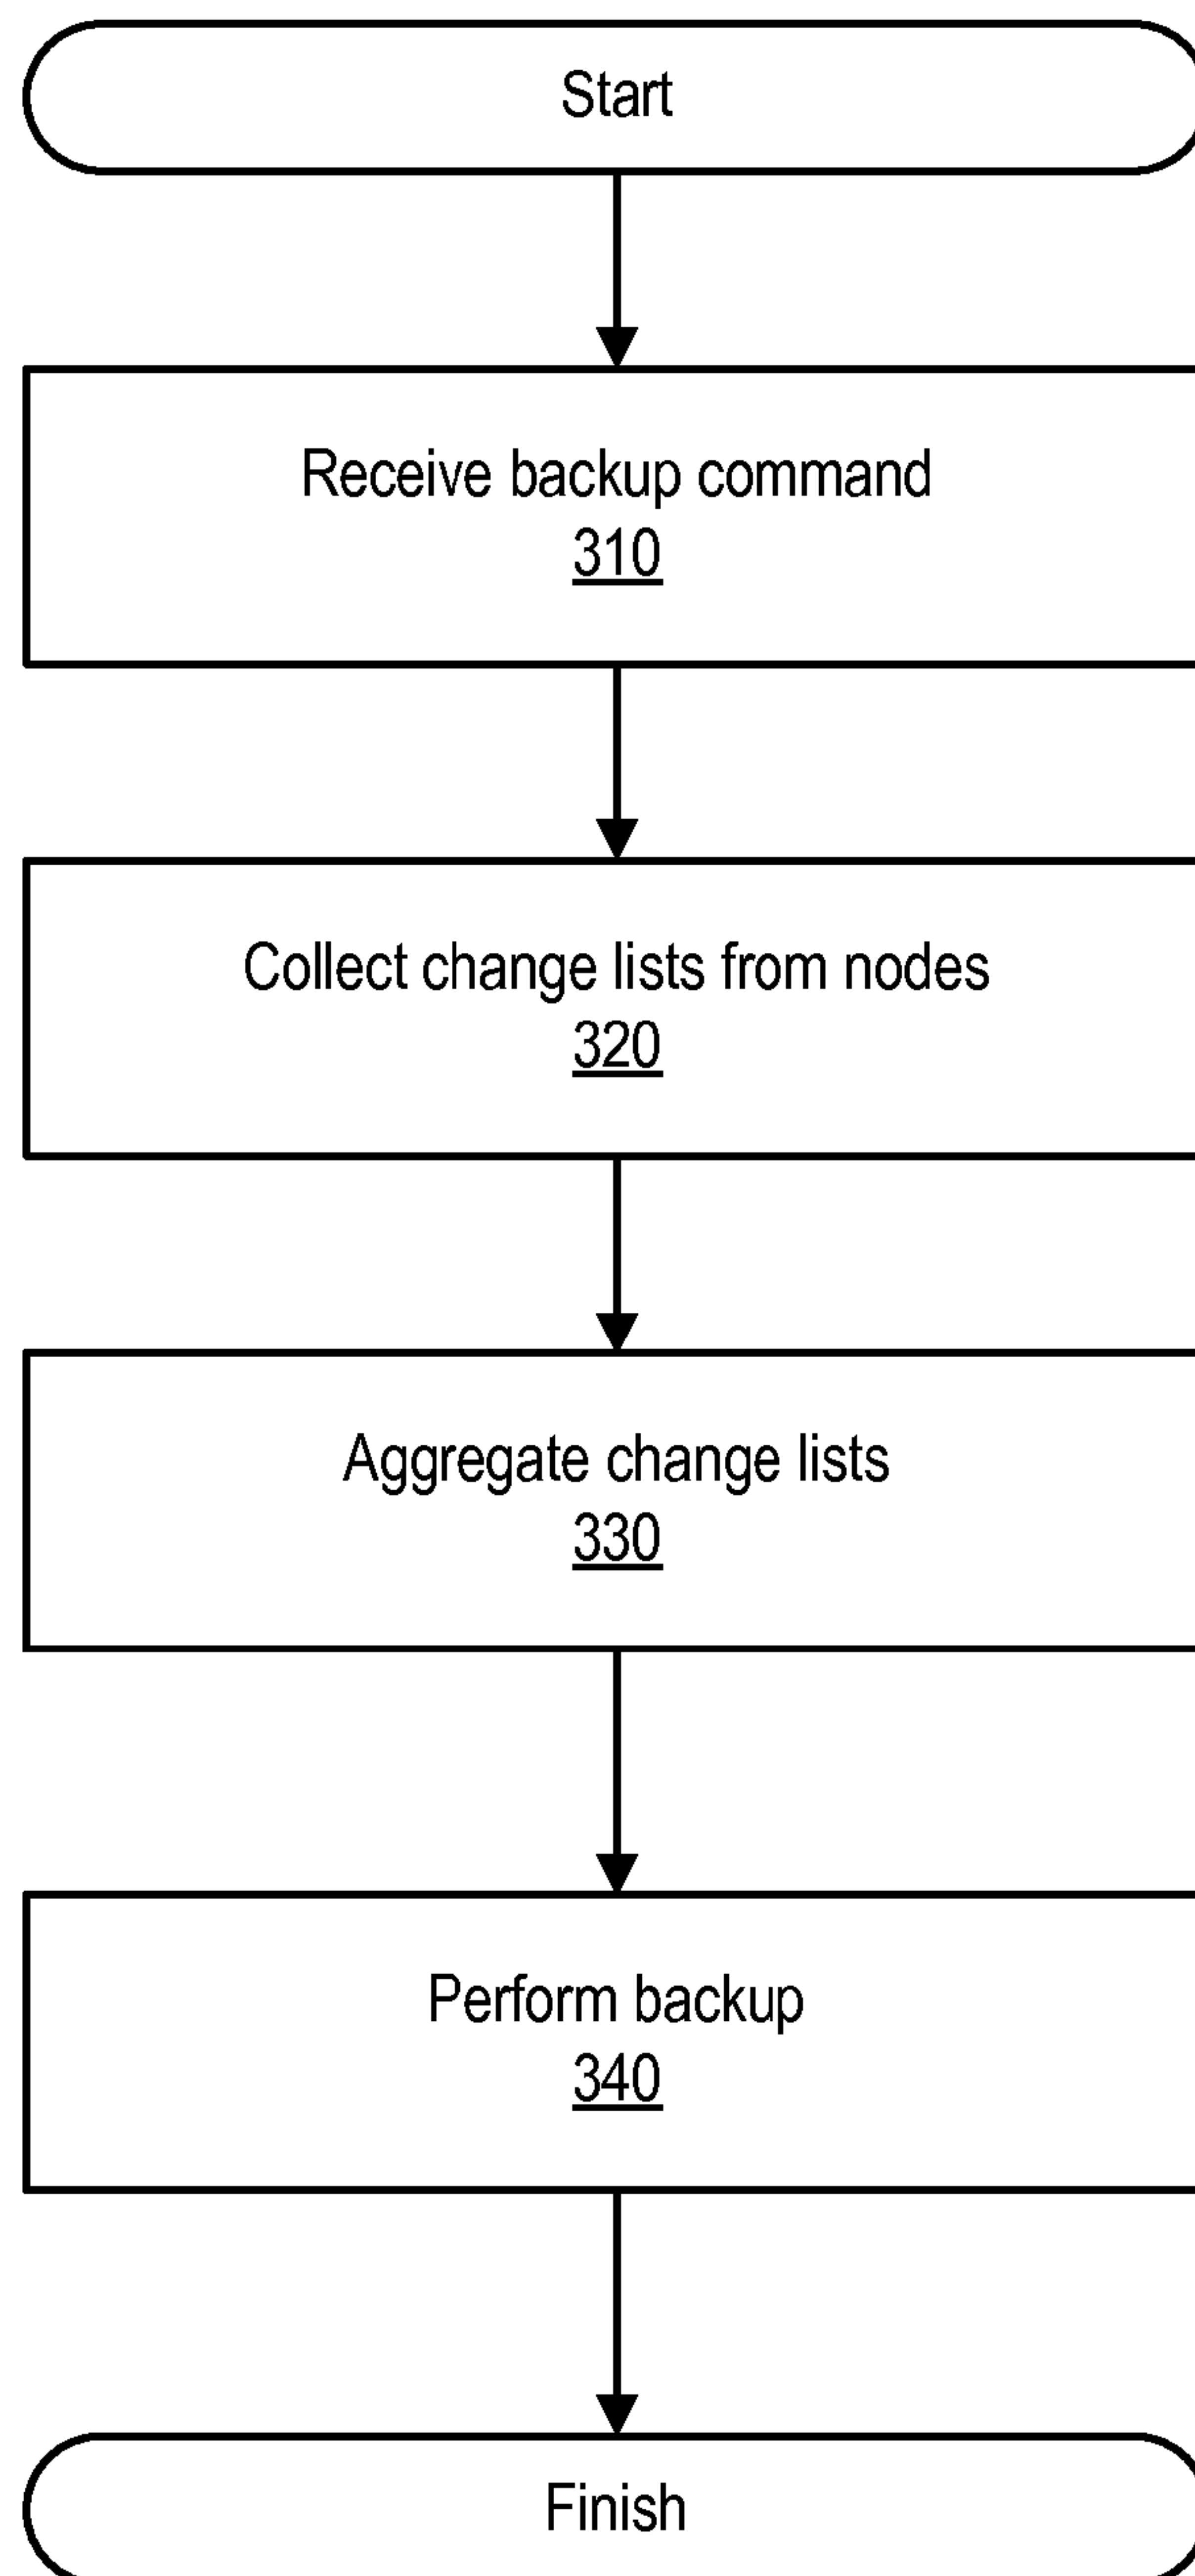 Start
Receive backup command
310
Collect change lists from nodes
320
Aggregate change lists
330
Perform backup
340
Finish